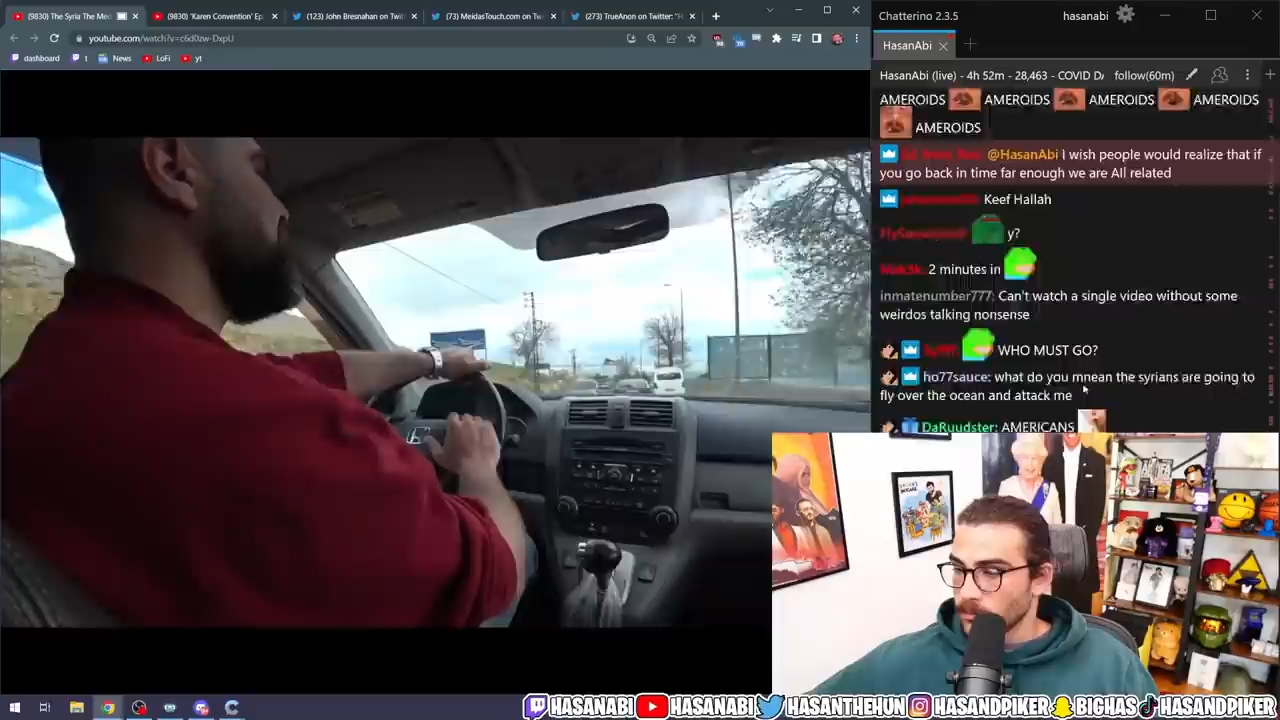 (9830) The Syria The Me
(9830) 'Karen Convention' Ep
(123) John Bresnahan on Twit
(73) MeidasTouch.com on Twe
(273) TrueAnon on Twitter: "H
youtube.com/watch?v=c6d0zw-DxpU
dashboard
t
News
LoFi
yt
Chatterino 2.3.5
hasanabi
HasanAbi
HasanAbi (live) - 4h 52m - 28,463 - COVID D
follow(60m)
AMEROIDS AMEROIDS AMEROIDS AMEROIDS
AMEROIDS
@HasanAbi I wish people would realize that if
you go back in time far enough we are All related
Keef Hallah
y?
2 minutes in
inmatenumber777: Can't watch a single video without some
weirdos talking nonsense
WHO MUST GO?
ho77sauce: what do you mnean the syrians are going to
fly over the ocean and attack me
DaRuudster: AMERICANS
HASANABI HASANABI HASANTHEHUN HASANDPIKER BIGHAS HASANDPIKER